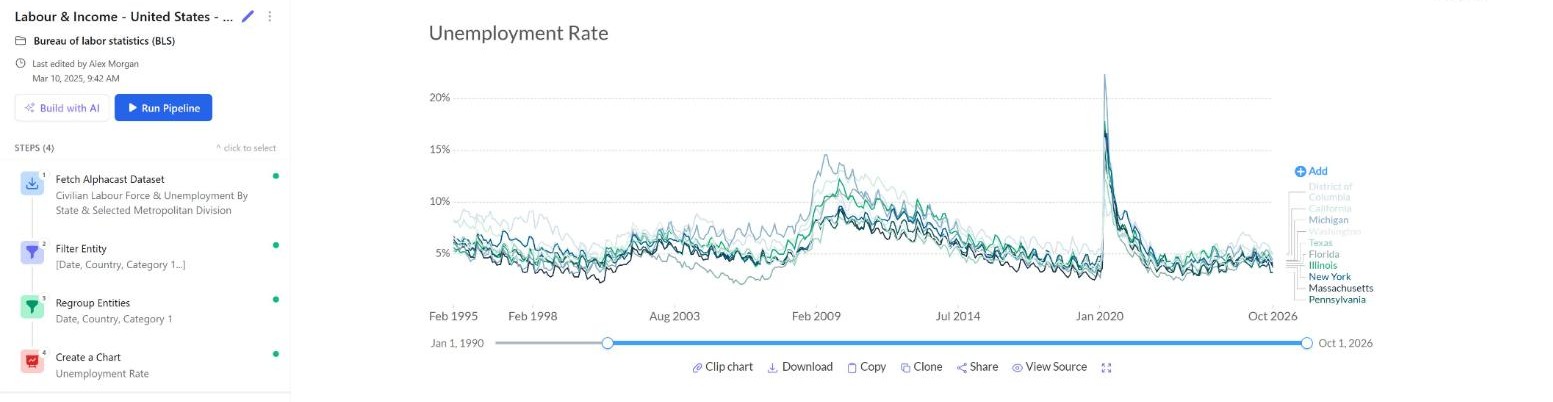 Labour & Income - United States - ...
Bureau of labor statistics (BLS)
Last edited by Alex Morgan
Mar 10, 2025, 9:42 AM
Build with AI
Run Pipeline
STEPS (4)
^ click to select
1
Fetch Alphacast Dataset
Civilian Labour Force & Unemployment By
State & Selected Metropolitan Division
2
Filter Entity
[Date, Country, Category 1...]
3
Regroup Entities
Date, Country, Category 1
4
Create a Chart
Unemployment Rate
Unemployment Rate
20%
15%
10%
5%
Feb 1995
Feb 1998
Aug 2003
Feb 2009
Jul 2014
Jan 2020
Oct 2026
Add
District of
Columbia
California
Michigan
Washington
Texas
Florida
Illinois
New York
Massachusetts
Pennsylvania
Jan 1, 1990
Oct 1, 2026
Clip chart
Download
Copy
Clone
Share
View Source